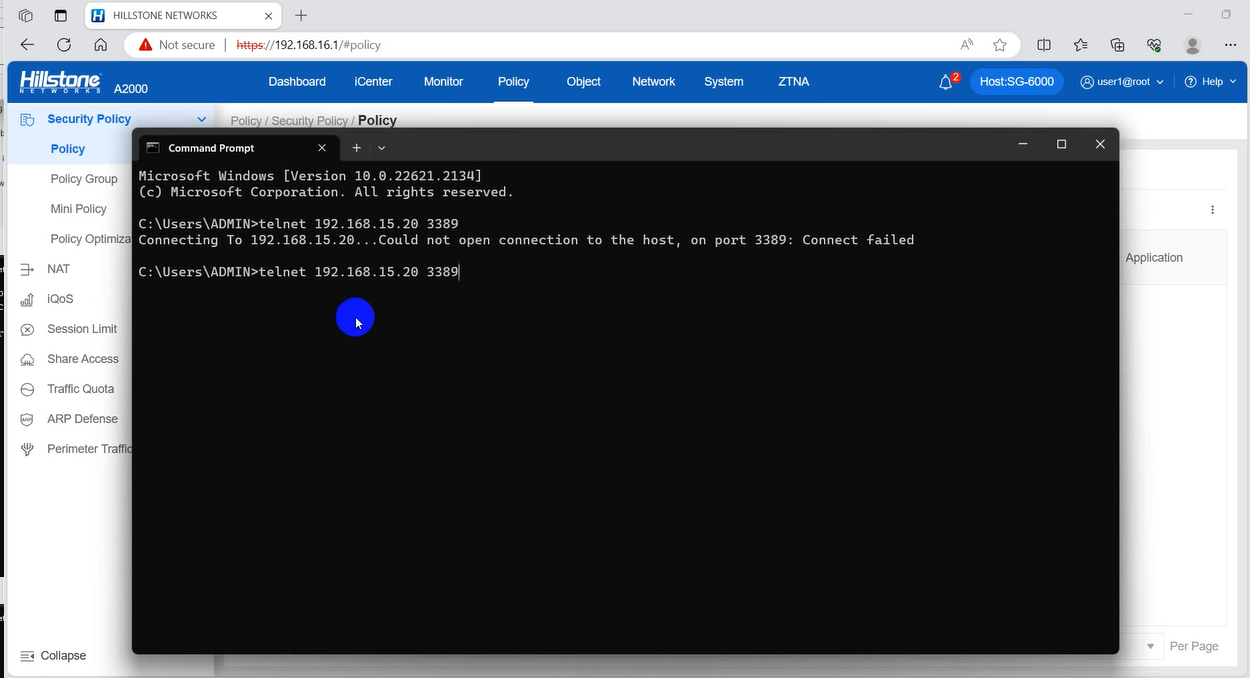 HILLSTONE NETWORKS
Not secure
https://192.168.16.1/#policy
Hillstone
NETWORKS
A2000
Dashboard
iCenter
Monitor
Policy
Object
Network
System
ZTNA
2
Host:SG-6000
user1@root
Help
Security Policy
Policy / Security Policy / Policy
Policy
Policy Group
Mini Policy
Policy Optimiza
NAT
iQoS
Session Limit
Share Access
Traffic Quota
ARP Defense
Perimeter Traffic
Collapse
Command Prompt
Microsoft Windows [Version 10.0.22621.2134]
(c) Microsoft Corporation. All rights reserved.
C:\Users\ADMIN>telnet 192.168.15.20 3389
Connecting To 192.168.15.20...Could not open connection to the host, on port 3389: Connect failed
C:\Users\ADMIN>telnet 192.168.15.20 3389
Application
Per Page